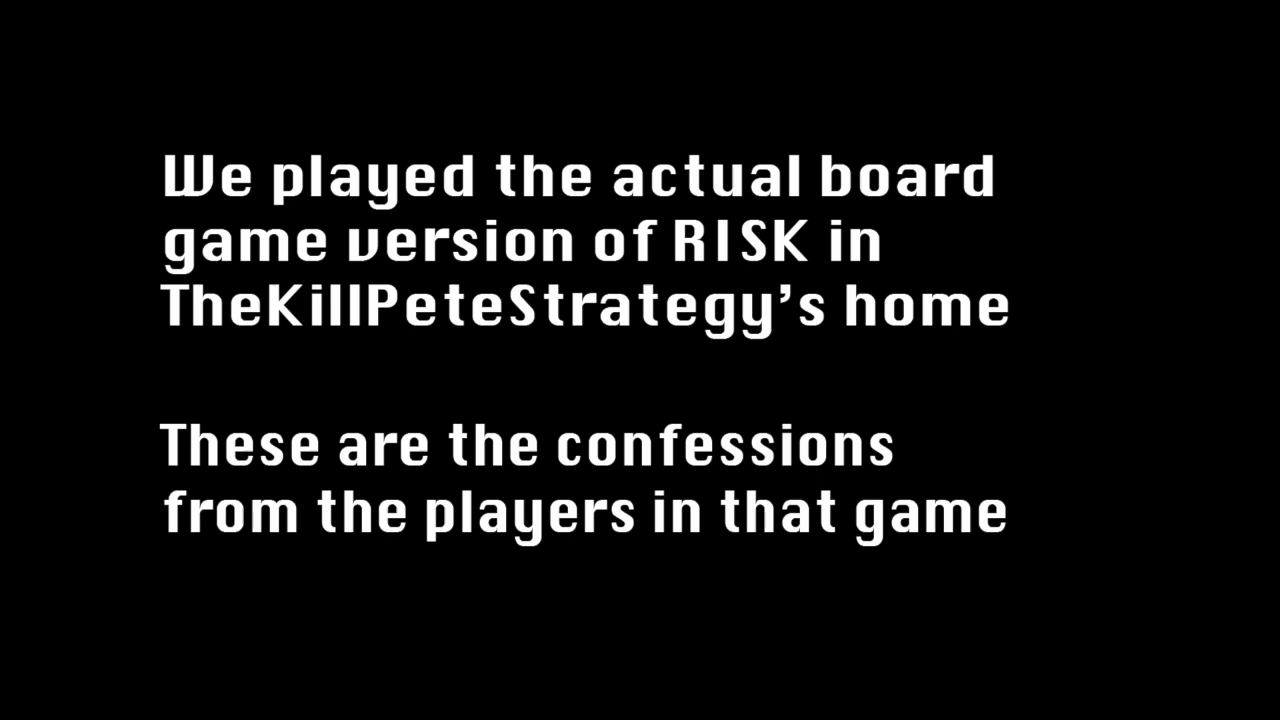 We played the actual board
game version of RISK in
TheKillPeteStrategy's home
These are the confessions
from the players in that game